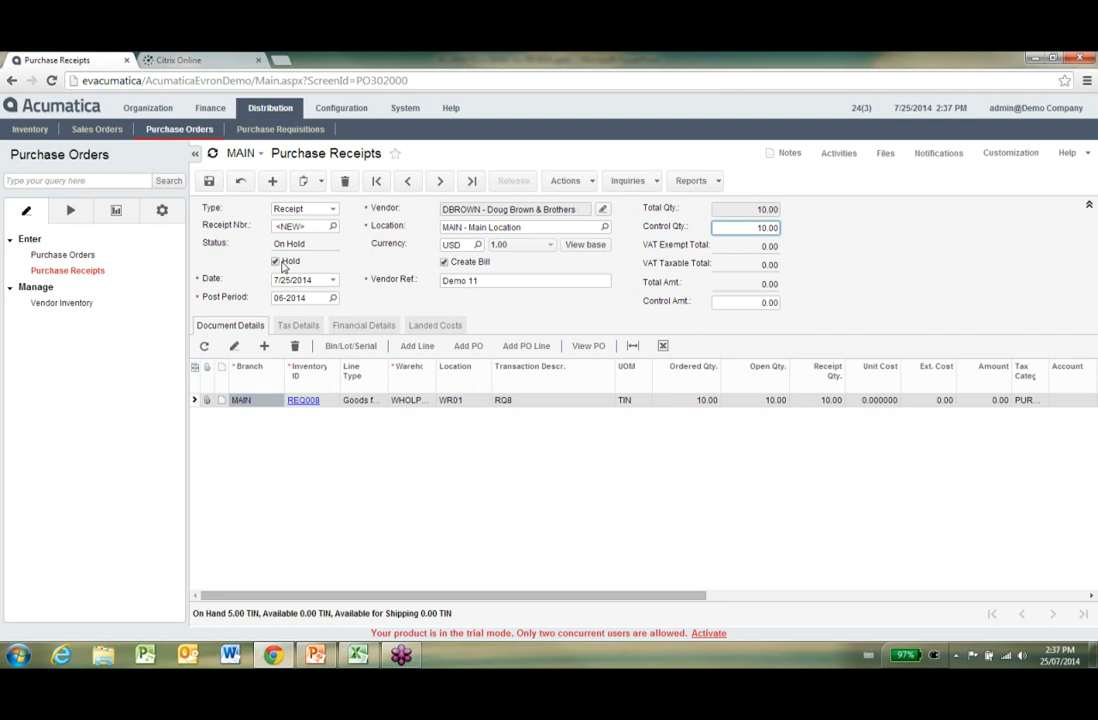 Purchase Receipts
Citrix Online
evacumatica/AcumaticaEvronDemo/Main.aspx?ScreenId=PO302000
Acumatica Organization Finance Distribution Configuration System Help 24(3) 7/25/2014 2:37 PM admin@Demo Company
Inventory Sales Orders Purchase Orders Purchase Requisitions
Purchase Orders
Type your query here Search
Enter
Purchase Orders
Purchase Receipts
Manage
Vendor Inventory
MAIN Purchase Receipts Notes Activities Files Notifications Customization Help
Release Actions Inquiries Reports
Type: Receipt * Vendor: DBROWN - Doug Brown & Brothers Total Qty.: 10.00
Receipt Nbr.: <NEW> * Location: MAIN - Main Location Control Qty.: 10.00
Status: On Hold Currency: USD 1.00 View base VAT Exempt Total: 0.00
Hold Create Bill VAT Taxable Total: 0.00
* Date: 7/25/2014 * Vendor Ref.: Demo 11 Total Amt.: 0.00
* Post Period: 06-2014 Control Amt.: 0.00
Document Details Tax Details Financial Details Landed Costs
Bin/Lot/Serial Add Line Add PO Add PO Line View PO
* Branch * Inventory ID Line Type * Warehc Location Transaction Descr. UOM Ordered Qty. Open Qty. Receipt Qty. Unit Cost Ext. Cost Amount Tax Categ Account
MAIN REQ008 Goods f... WHOLP... WR01 RQ8 TIN 10.00 10.00 10.00 0.000000 0.00 0.00 PUR...
On Hand 5.00 TIN, Available 0.00 TIN, Available for Shipping 0.00 TIN
Your product is in the trial mode. Only two concurrent users are allowed. Activate
97% 2:37 PM
25/07/2014